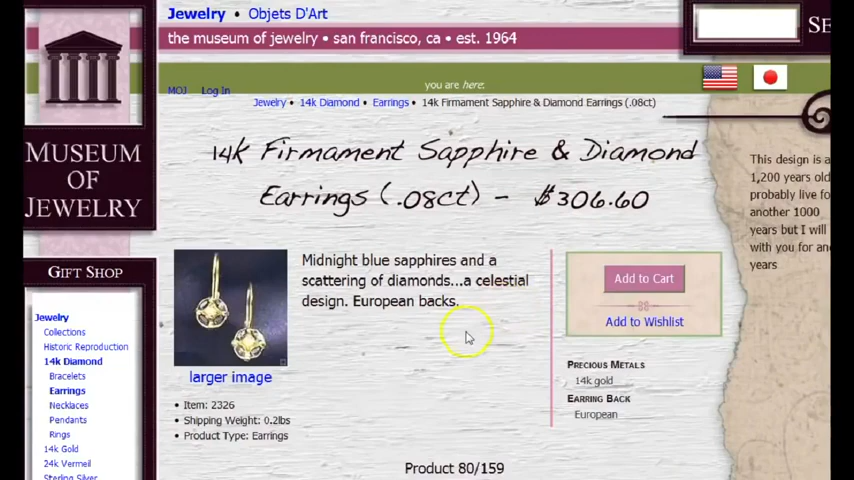 Jewelry • Objets D'Art
SE
the museum of jewelry • san francisco, ca • est. 1964
you are here:
MOJ Log In
Jewelry • 14k Diamond • Earrings • 14k Firmament Sapphire & Diamond Earrings (.08ct)
MUSEUM
OF
JEWELRY
14k Firmament Sapphire & Diamond
Earrings (.08ct) - $306.60
This design is a
1,200 years old
probably live for
another 1000
years but I will
with you for an
years
GIFT SHOP
Jewelry
Collections
Historic Reproduction
14k Diamond
Bracelets
Earrings
Necklaces
Pendants
Rings
14k Gold
24k Vermeil
Sterling Silver
Midnight blue sapphires and a
scattering of diamonds...a celestial
design. European backs.
larger image
• Item: 2326
• Shipping Weight: 0.2lbs
• Product Type: Earrings
Add to Cart
Add to Wishlist
PRECIOUS METALS
14k gold
EARRING BACK
European
Product 80/159